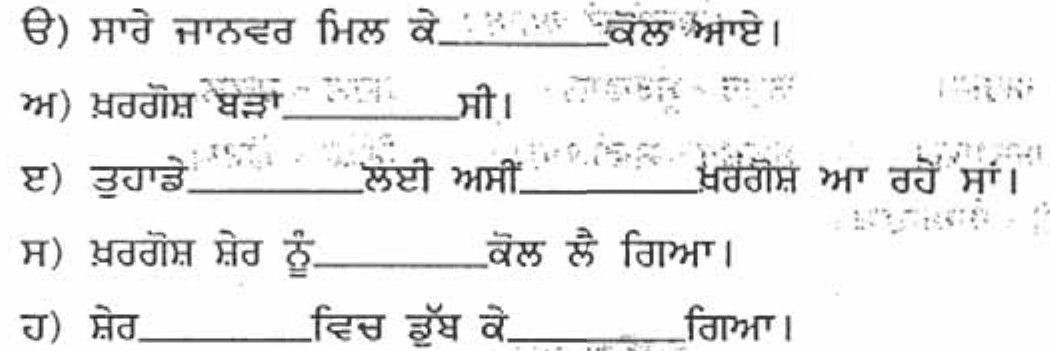 ੳ) ਸਾਰੇ ਜਾਨਵਰ ਮਿਲ ਕੇ________ਕੋਲ ਆਏ।
ਅ) ਖ਼ਰਗੋਸ਼ ਬੜਾ________ਸੀ।
ੲ) ਤੁਹਾਡੇ________ਲਈ ਅਸੀਂ________ਖ਼ਰਗੋਸ਼ ਆ ਰਹੇ ਸਾਂ।
ਸ) ਖ਼ਰਗੋਸ਼ ਸ਼ੇਰ ਨੂੰ________ਕੋਲ ਲੈ ਗਿਆ।
ਹ) ਸ਼ੇਰ________ਵਿਚ ਡੁੱਬ ਕੇ________ਗਿਆ।